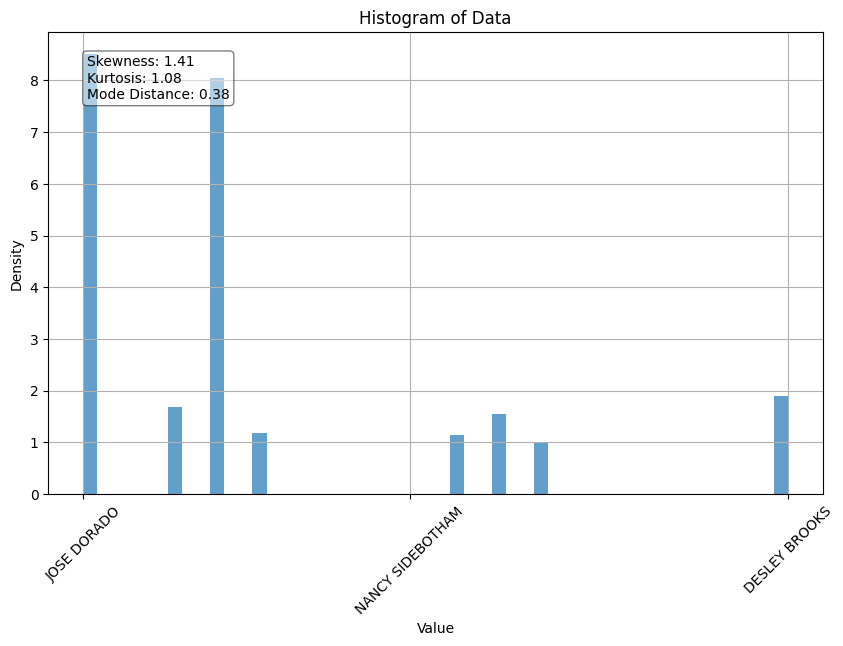 Histogram of Data
Skewness: 1.41
Kurtosis: 1.08
Mode Distance: 0.38
Density
8
7
6
5
4
3
2
1
0
JOSE DORADO
NANCY SIDEBOTHAM
DESLEY BROOKS
Value